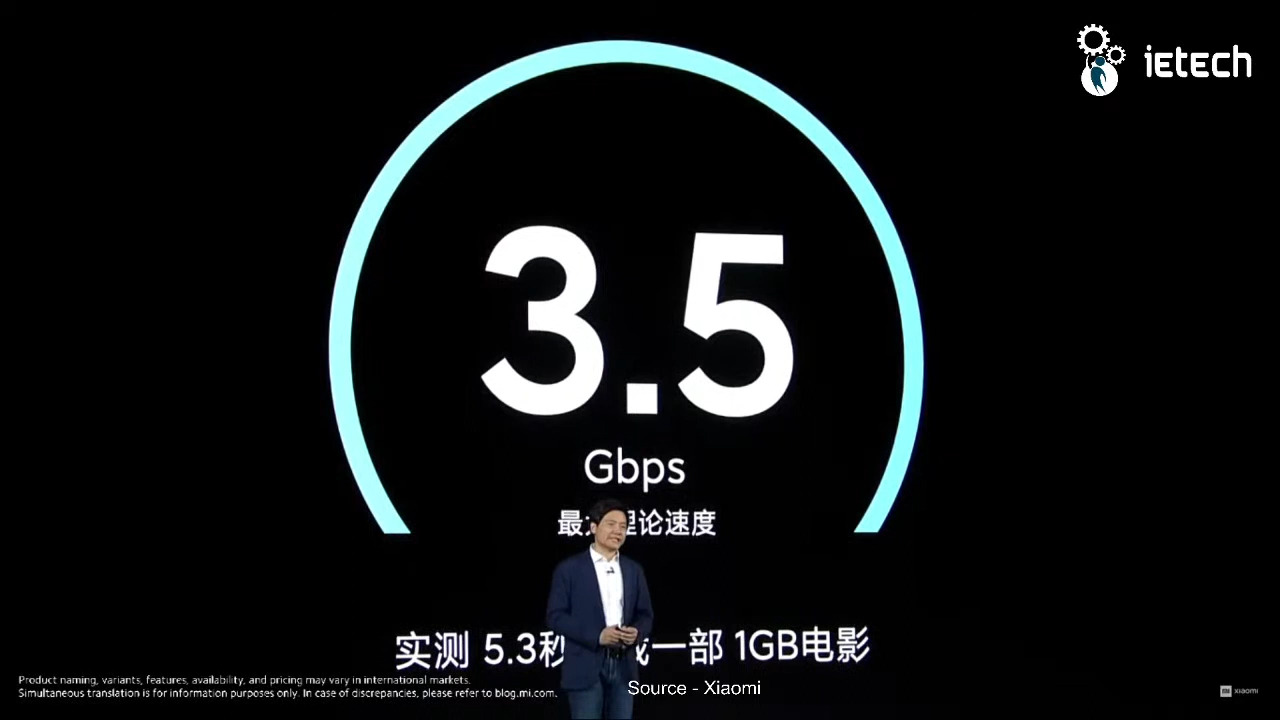 ietech
3.5
Gbps
最 理论速度
实测 5.3秒 一部 1GB电影
Product naming, variants, features, availability, and pricing may vary in international markets.
Simultaneous translation is for information purposes only. In case of discrepancies, please refer to blog.mi.com.
Source - Xiaomi
mi xiaomi